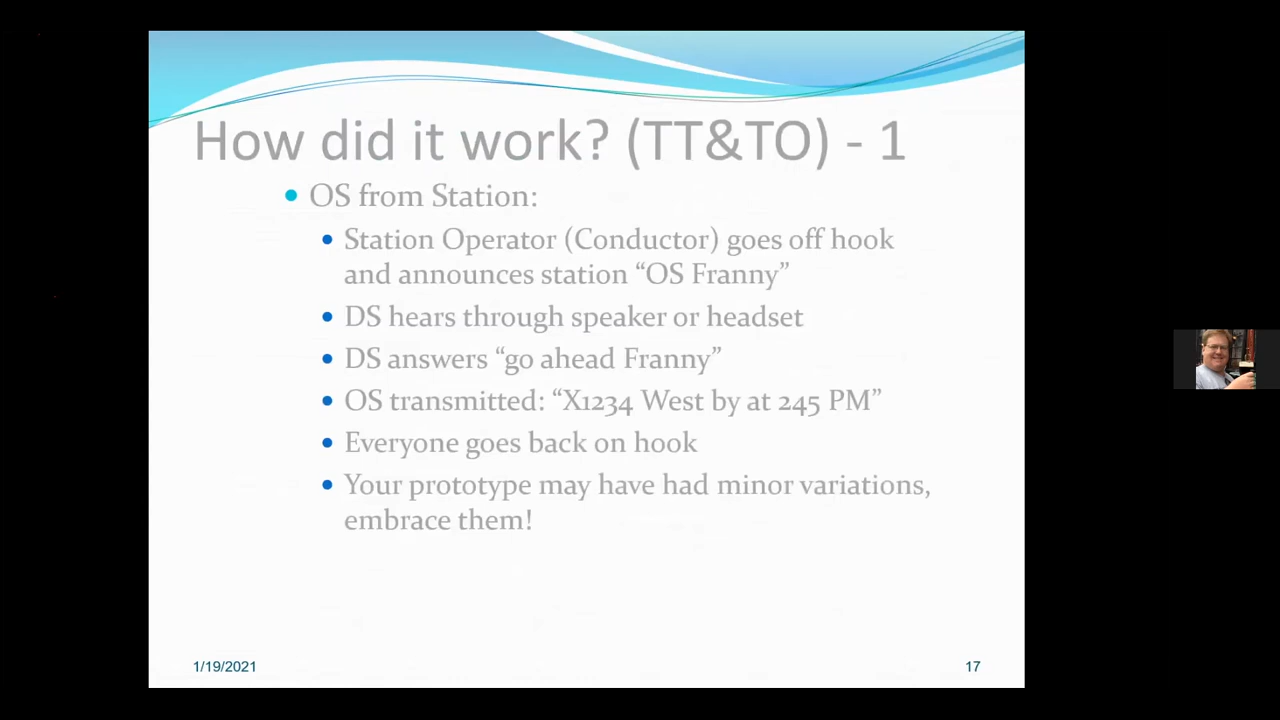 How did it work? (TT&TO) - 1
OS from Station:
Station Operator (Conductor) goes off hook
and announces station “OS Franny”
DS hears through speaker or headset
DS answers “go ahead Franny”
OS transmitted: “X1234 West by at 245 PM”
Everyone goes back on hook
Your prototype may have had minor variations,
embrace them!
1/19/2021
17